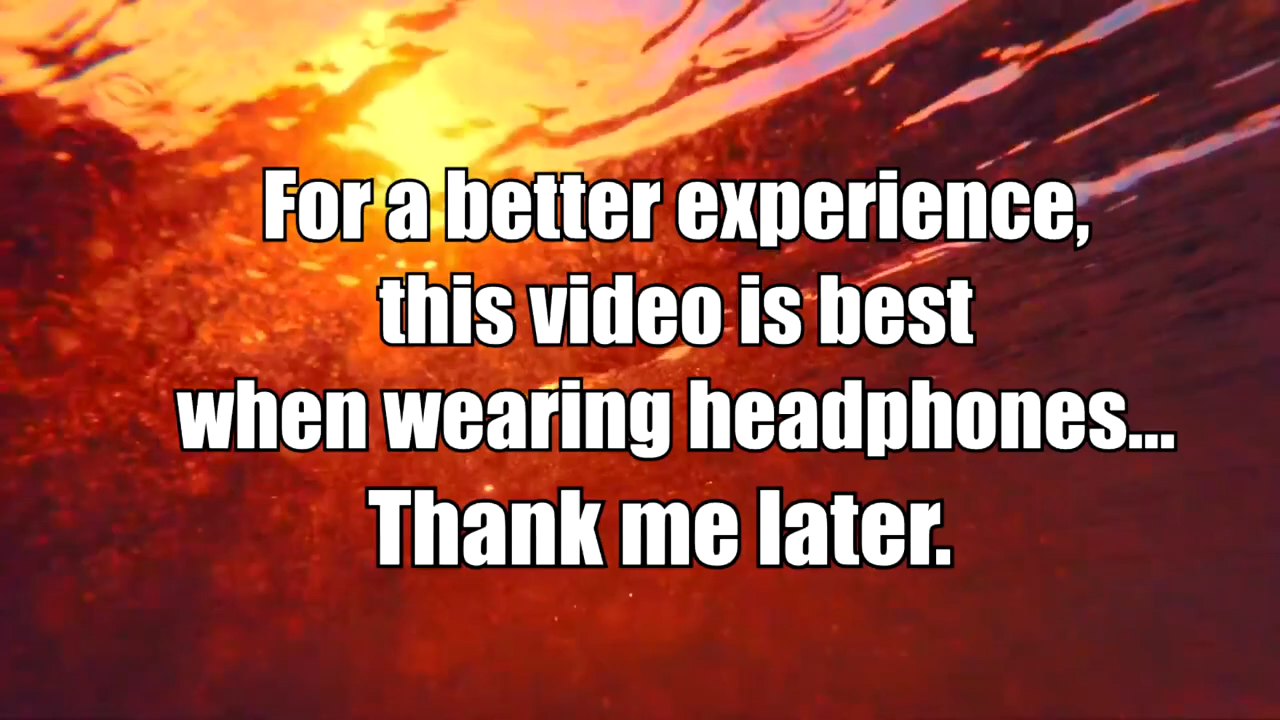 For a better experience,
this video is best
when wearing headphones...
Thank me later.